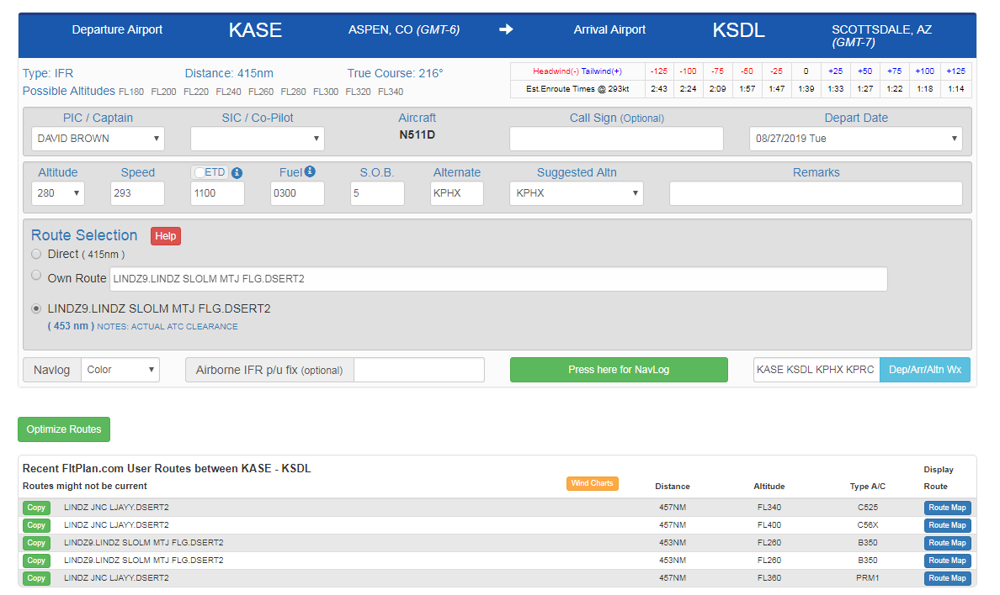 Departure Airport KASE ASPEN, CO (GMT-6) Arrival Airport KSDL SCOTTSDALE, AZ
(GMT-7)
Type: IFR Distance: 415nm True Course: 216°
Possible Altitudes FL180 FL200 FL220 FL240 FL260 FL280 FL300 FL320 FL340
Headwind(-) Tailwind(+) -125 -100 -75 -50 -25 0 +25 +50 +75 +100 +125
Est.Enroute Times @ 293kt 2:43 2:24 2:09 1:57 1:47 1:39 1:33 1:27 1:22 1:18 1:14
PIC / Captain SIC / Co-Pilot Aircraft Call Sign (Optional) Depart Date
DAVID BROWN N511D 08/27/2019 Tue
Altitude Speed ETD Fuel S.O.B. Alternate Suggested Altn Remarks
280 293 1100 0300 5 KPHX KPHX
Route Selection Help
Direct ( 415nm )
Own Route LINDZ9.LINDZ SLOLM MTJ FLG.DSERT2
LINDZ9.LINDZ SLOLM MTJ FLG.DSERT2
( 453 nm ) NOTES: ACTUAL ATC CLEARANCE
Navlog Color Airborne IFR p/u fix (optional) Press here for NavLog KASE KSDL KPHX KPRC Dep/Arr/Altn Wx
Optimize Routes
Recent FltPlan.com User Routes between KASE - KSDL
Routes might not be current
Wind Charts Distance Altitude Type A/C Display
Route
Copy LINDZ JNC LJAYY.DSERT2 457NM FL340 C525 Route Map
Copy LINDZ JNC LJAYY.DSERT2 457NM FL400 C56X Route Map
Copy LINDZ9.LINDZ SLOLM MTJ FLG.DSERT2 453NM FL260 B350 Route Map
Copy LINDZ9.LINDZ SLOLM MTJ FLG.DSERT2 453NM FL260 B350 Route Map
Copy LINDZ JNC LJAYY.DSERT2 457NM FL360 PRM1 Route Map